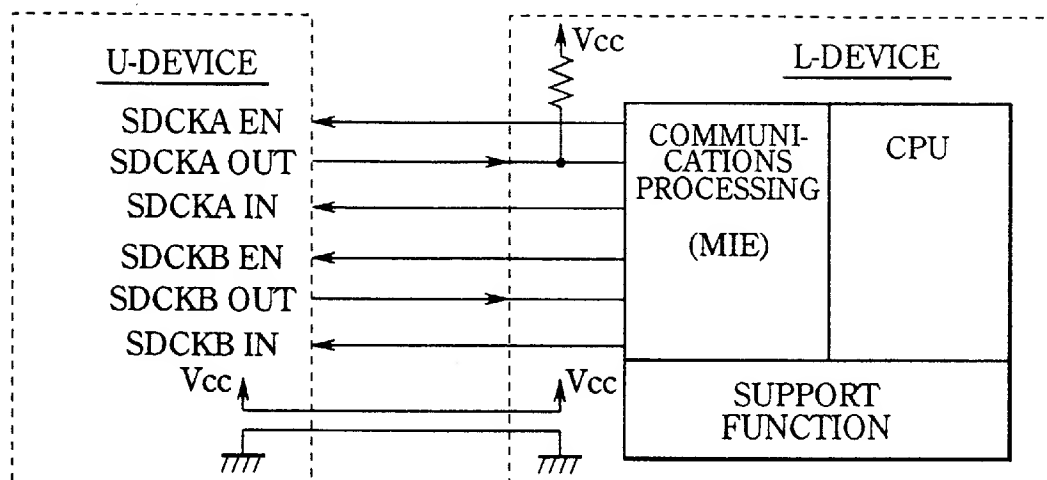 U-DEVICE
SDCKA EN
SDCKA OUT
SDCKA IN
SDCKB EN
SDCKB OUT
SDCKB IN
Vcc
Vcc
Vcc
L-DEVICE
COMMUNI-
CATIONS
PROCESSING
(MIE)
CPU
SUPPORT
FUNCTION